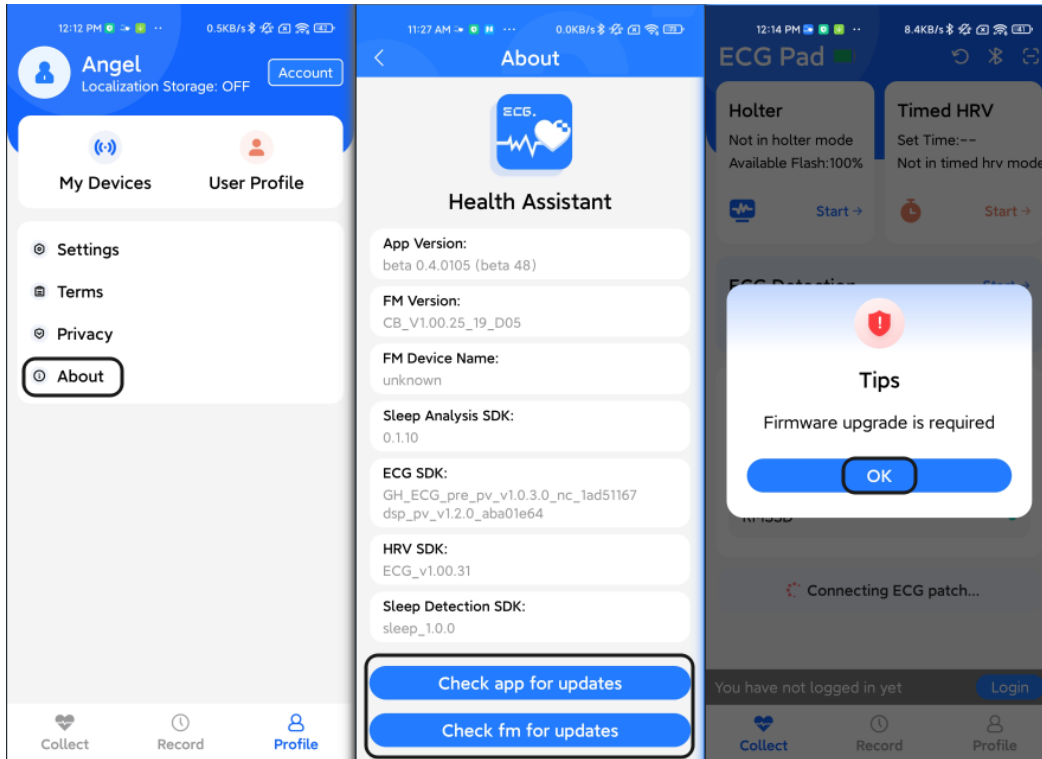 12:12 PM
0.5KB/s
Angel
Localization Storage: OFF
Account
My Devices
User Profile
Settings
Terms
Privacy
About
Collect
Record
Profile
11:27 AM
0.0KB/s
About
ECG.
Health Assistant
App Version:
beta 0.4.0105 (beta 48)
FM Version:
CB_V1.00.25_19_D05
FM Device Name:
unknown
Sleep Analysis SDK:
0.1.10
ECG SDK:
GH_ECG_pre_pv_v1.0.3.0_nc_1ad51167
dsp_pv_v1.2.0_aba01e64
HRV SDK:
ECG_v1.00.31
Sleep Detection SDK:
sleep_1.0.0
Check app for updates
Check fm for updates
12:14 PM
8.4KB/s
ECG Pad
Holter
Not in holter mode
Available Flash:100%
Start →
Timed HRV
Set Time:--
Not in timed hrv mode
Start →
ECG Detection
Start →
Tips
Firmware upgrade is required
OK
RMSSD
Connecting ECG patch...
You have not logged in yet
Login
Collect
Record
Profile